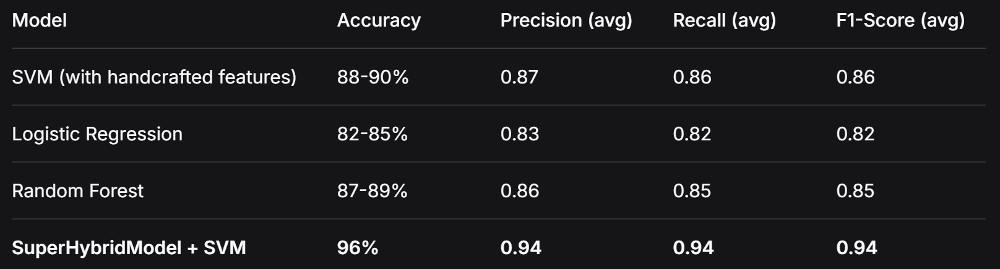 Model Accuracy Precision (avg) Recall (avg) F1-Score (avg)
SVM (with handcrafted features) 88-90% 0.87 0.86 0.86
Logistic Regression 82-85% 0.83 0.82 0.82
Random Forest 87-89% 0.86 0.85 0.85
SuperHybridModel + SVM 96% 0.94 0.94 0.94